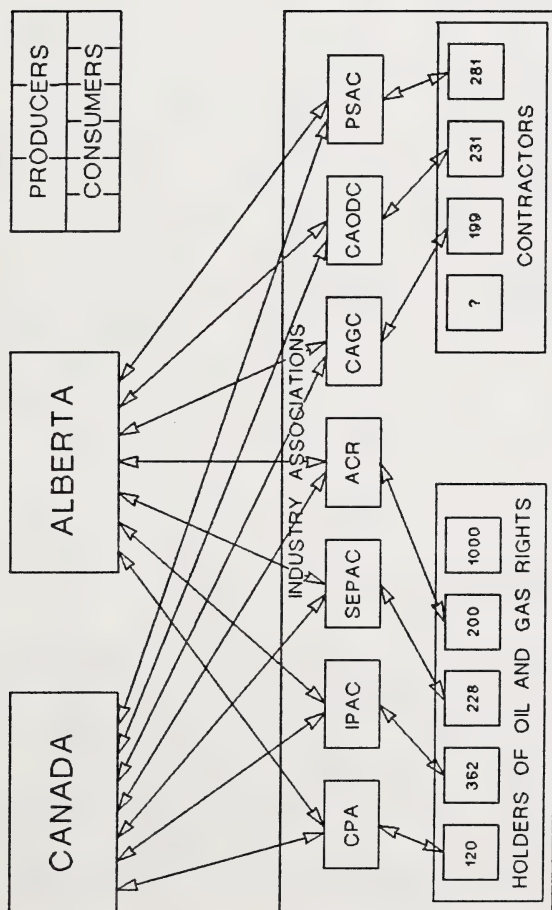 CANADA
ALBERTA
PRODUCERS
CONSUMERS
INDUSTRY ASSOCIATIONS
CPA
IPAC
SEPAC
ACR
CAGC
CAODC
PSAC
120
362
228
200
1000
HOLDERS OF OIL AND GAS RIGHTS
?
199
231
281
CONTRACTORS